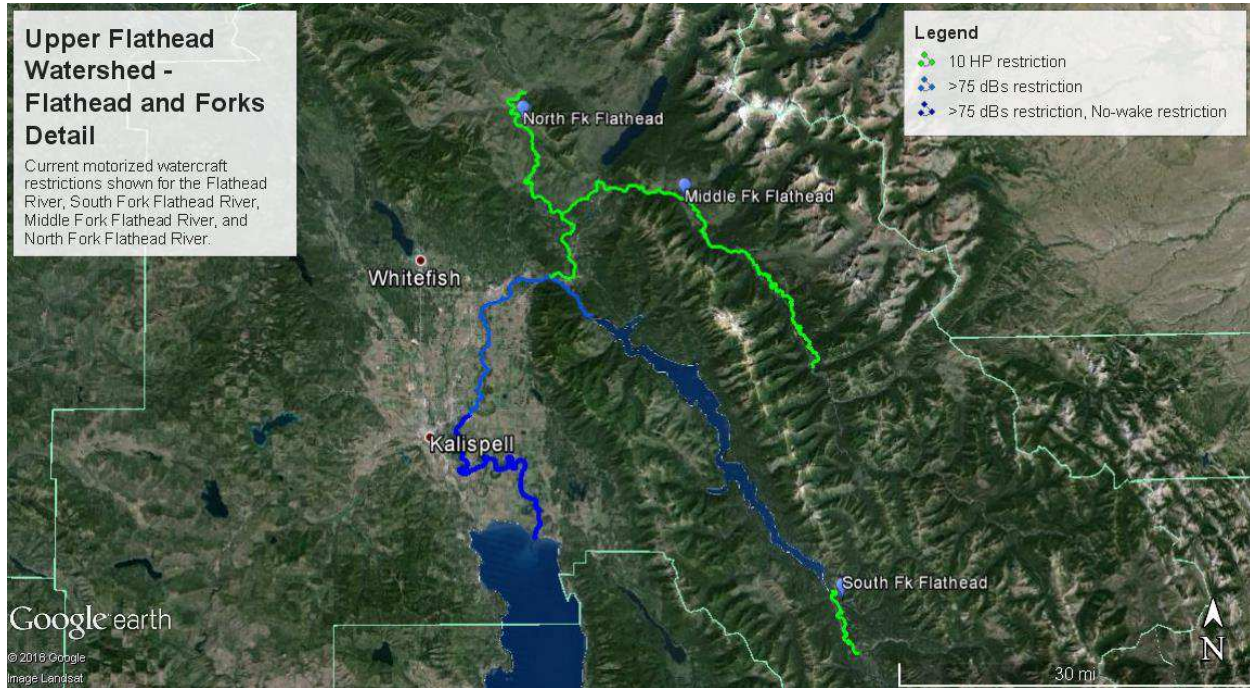 Upper Flathead
Watershed -
Flathead and Forks
Detail
Current motorized watercraft
restrictions shown for the Flathead
River, South Fork Flathead River,
Middle Fork Flathead River, and
North Fork Flathead River.
Legend
10 HP restriction
>75 dBs restriction
>75 dBs restriction, No-wake restriction
North Fk Flathead
Middle Fk Flathead
Whitefish
Kalispell
South Fk Flathead
Google earth
© 2016 Google
Image Landsat
N
30 mi